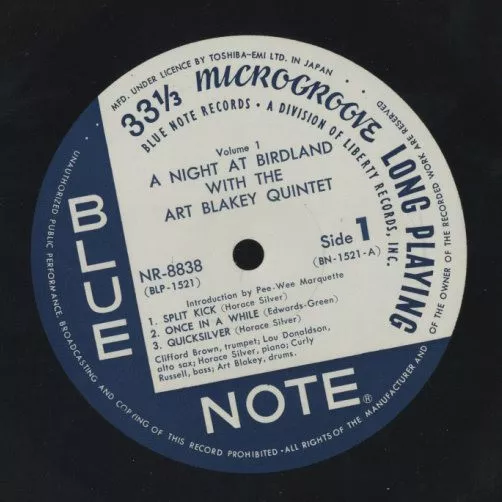 MFD. UNDER LICENCE BY TOSHIBA-EMI LTD. IN JAPAN
33⅓ MICROGROOVE LONG PLAYING
BLUE NOTE RECORDS · A DIVISION OF LIBERTY RECORDS, INC.
Volume 1
A NIGHT AT BIRDLAND
WITH THE
ART BLAKEY QUINTET
Side 1
(BN-1521-A)
NR-8838
(BLP-1521)
Introduction by Pee-Wee Marquette
1. SPLIT KICK (Horace Silver)
2. ONCE IN A WHILE (Edwards-Green)
3. QUICKSILVER (Horace Silver)
Clifford Brown, trumpet; Lou Donaldson,
alto sax; Horace Silver, piano; Curly
Russell, bass; Art Blakey, drums.
BLUE
NOTE®
UNAUTHORIZED PUBLIC PERFORMANCE, BROADCASTING AND COPYING OF THIS RECORD PROHIBITED · ALL RIGHTS OF THE MANUFACTURER AND OF THE OWNER OF THE RECORDED WORK ARE RESERVED